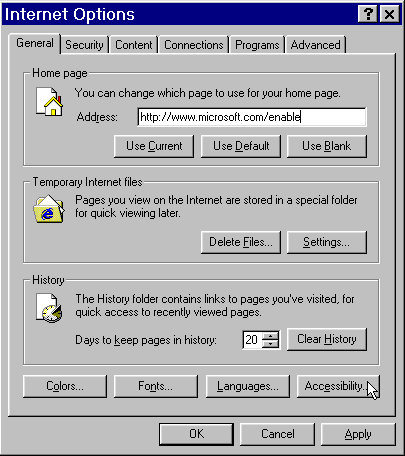 Internet Options
General Security Content Connections Programs Advanced
Home page
You can change which page to use for your home page.
Address: http://www.microsoft.com/enable
Use Current Use Default Use Blank
Temporary Internet files
Pages you view on the Internet are stored in a special folder
for quick viewing later.
Delete Files... Settings...
History
The History folder contains links to pages you've visited, for
quick access to recently viewed pages.
Days to keep pages in history: 20 Clear History
Colors... Fonts... Languages... Accessibility...
OK Cancel Apply